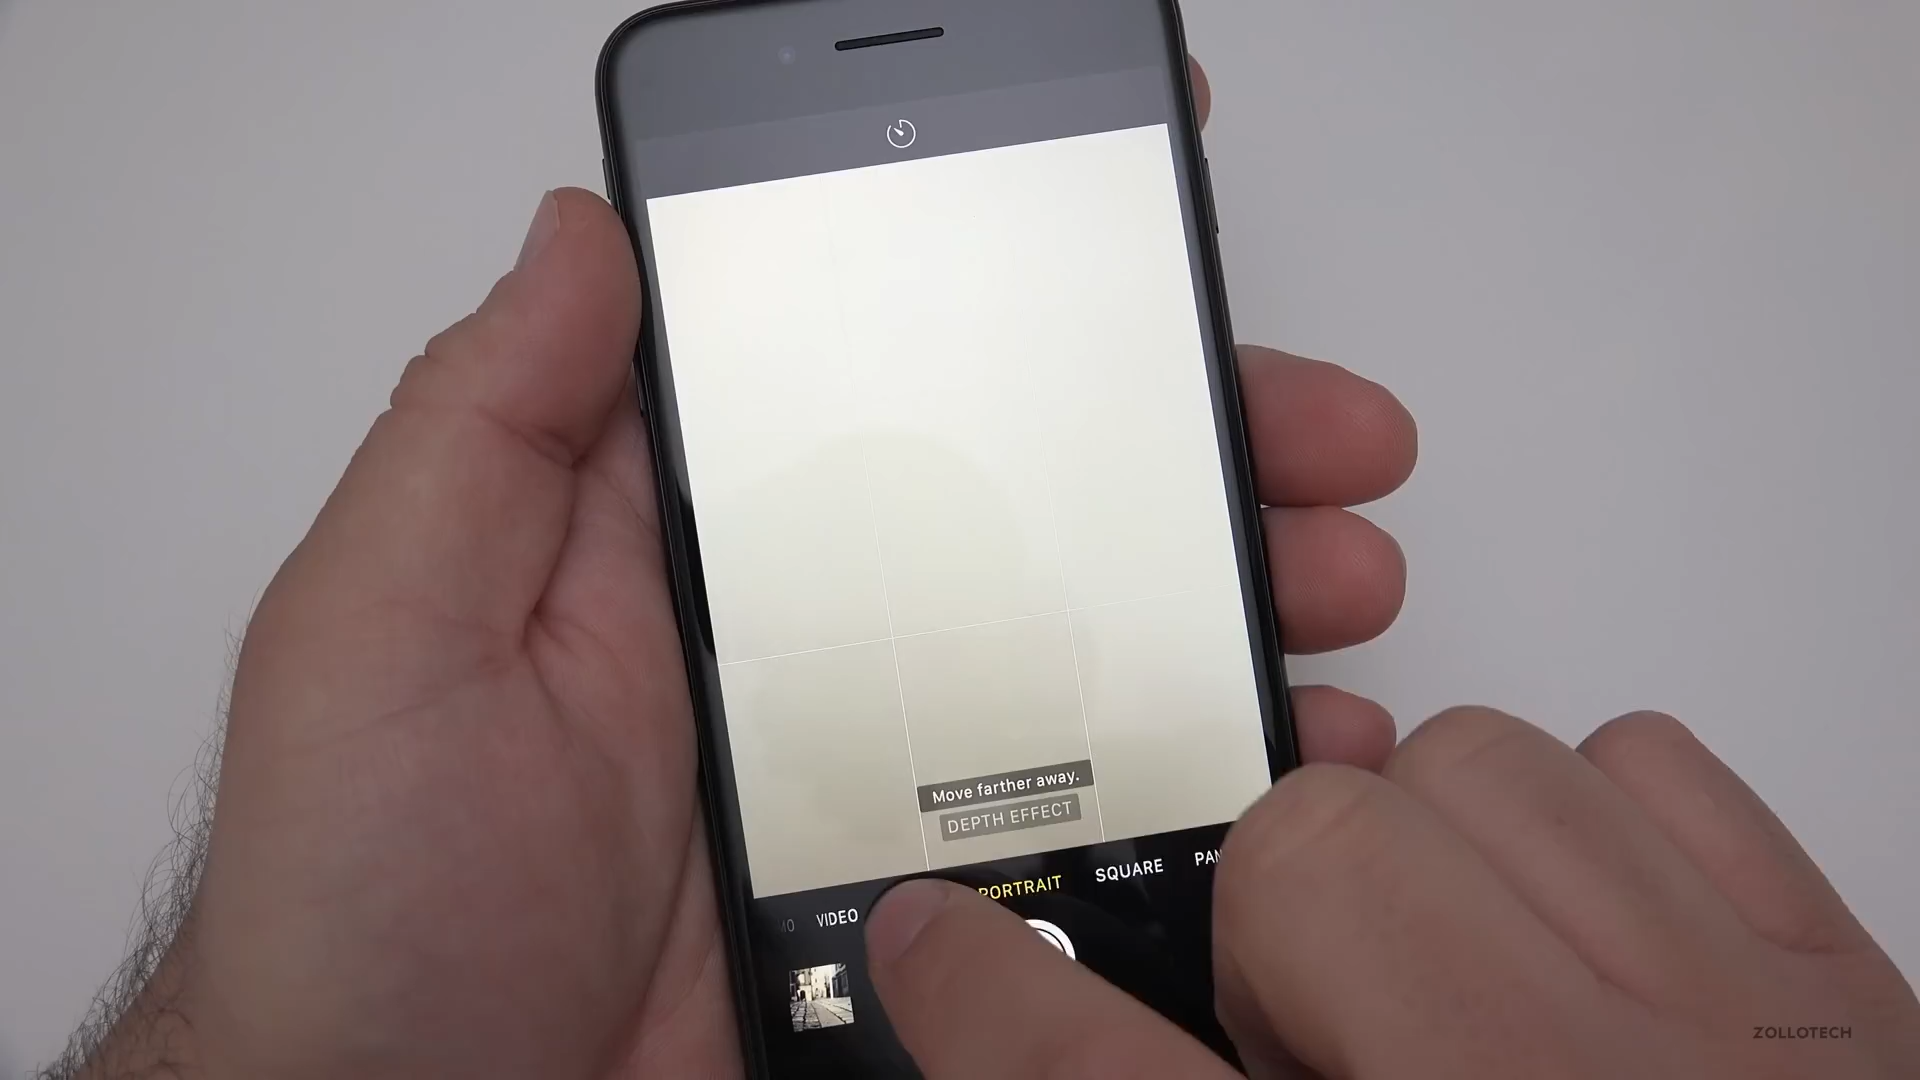 Move farther away.
DEPTH EFFECT
VIDEO
PORTRAIT
SQUARE
ZOLLOTECH